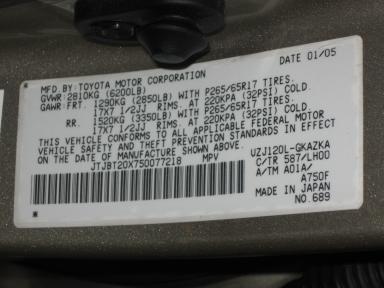 MFD.BY:TOYOTA MOTOR CORPORATION DATE 01/05
GVWR:2810KG (6200LB)
GAWR:FRT. 1290KG (2850LB) WITH P265/65R17 TIRES.
17X7 1/2JJ RIMS. AT 220KPA (32PSI) COLD.
RR. 1520KG (3350LB) WITH P265/65R17 TIRES.
17X7 1/2JJ RIMS. AT 220KPA (32PSI) COLD.
THIS VEHICLE CONFORMS TO ALL APPLICABLE FEDERAL MOTOR
VEHICLE SAFETY AND THEFT PREVENTION STANDARDS IN EFFECT
ON THE DATE OF MANUFACTURE SHOWN ABOVE.
JTJBT20X750077218 MPV
UZJ120L-GKAZKA
C/TR 587/LH00
A/TM A01A/
A750F
MADE IN JAPAN
NO.689